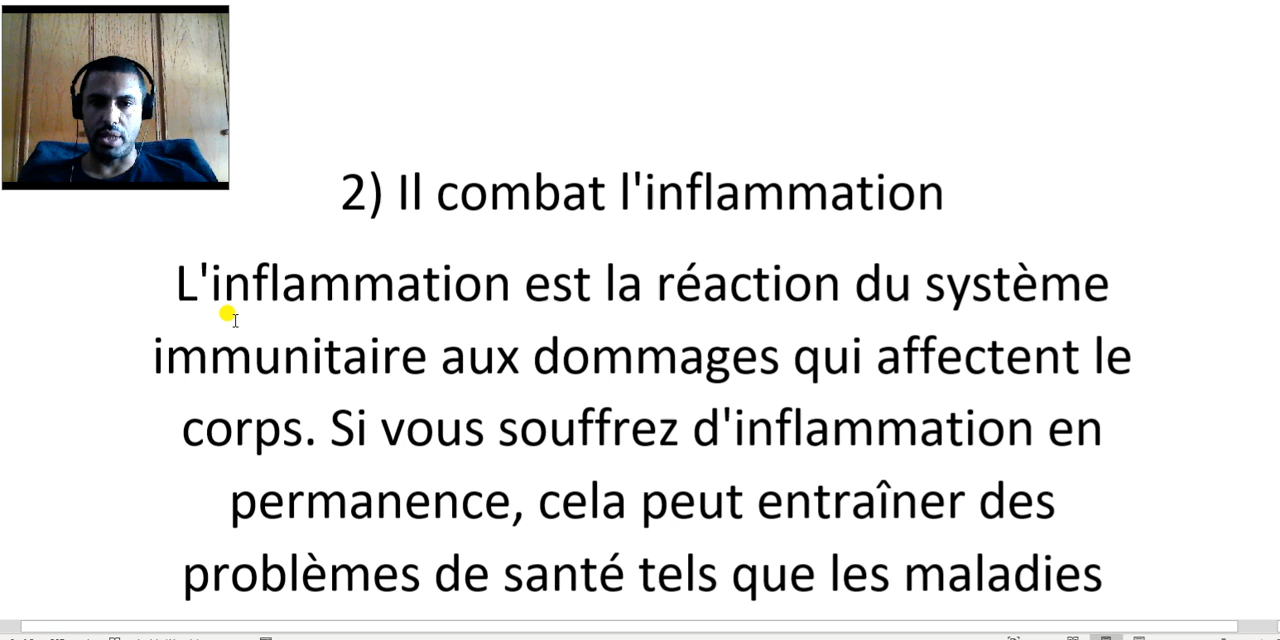 2) Il combat l'inflammation
L'inflammation est la réaction du système
immunitaire aux dommages qui affectent le
corps. Si vous souffrez d'inflammation en
permanence, cela peut entraîner des
problèmes de santé tels que les maladies